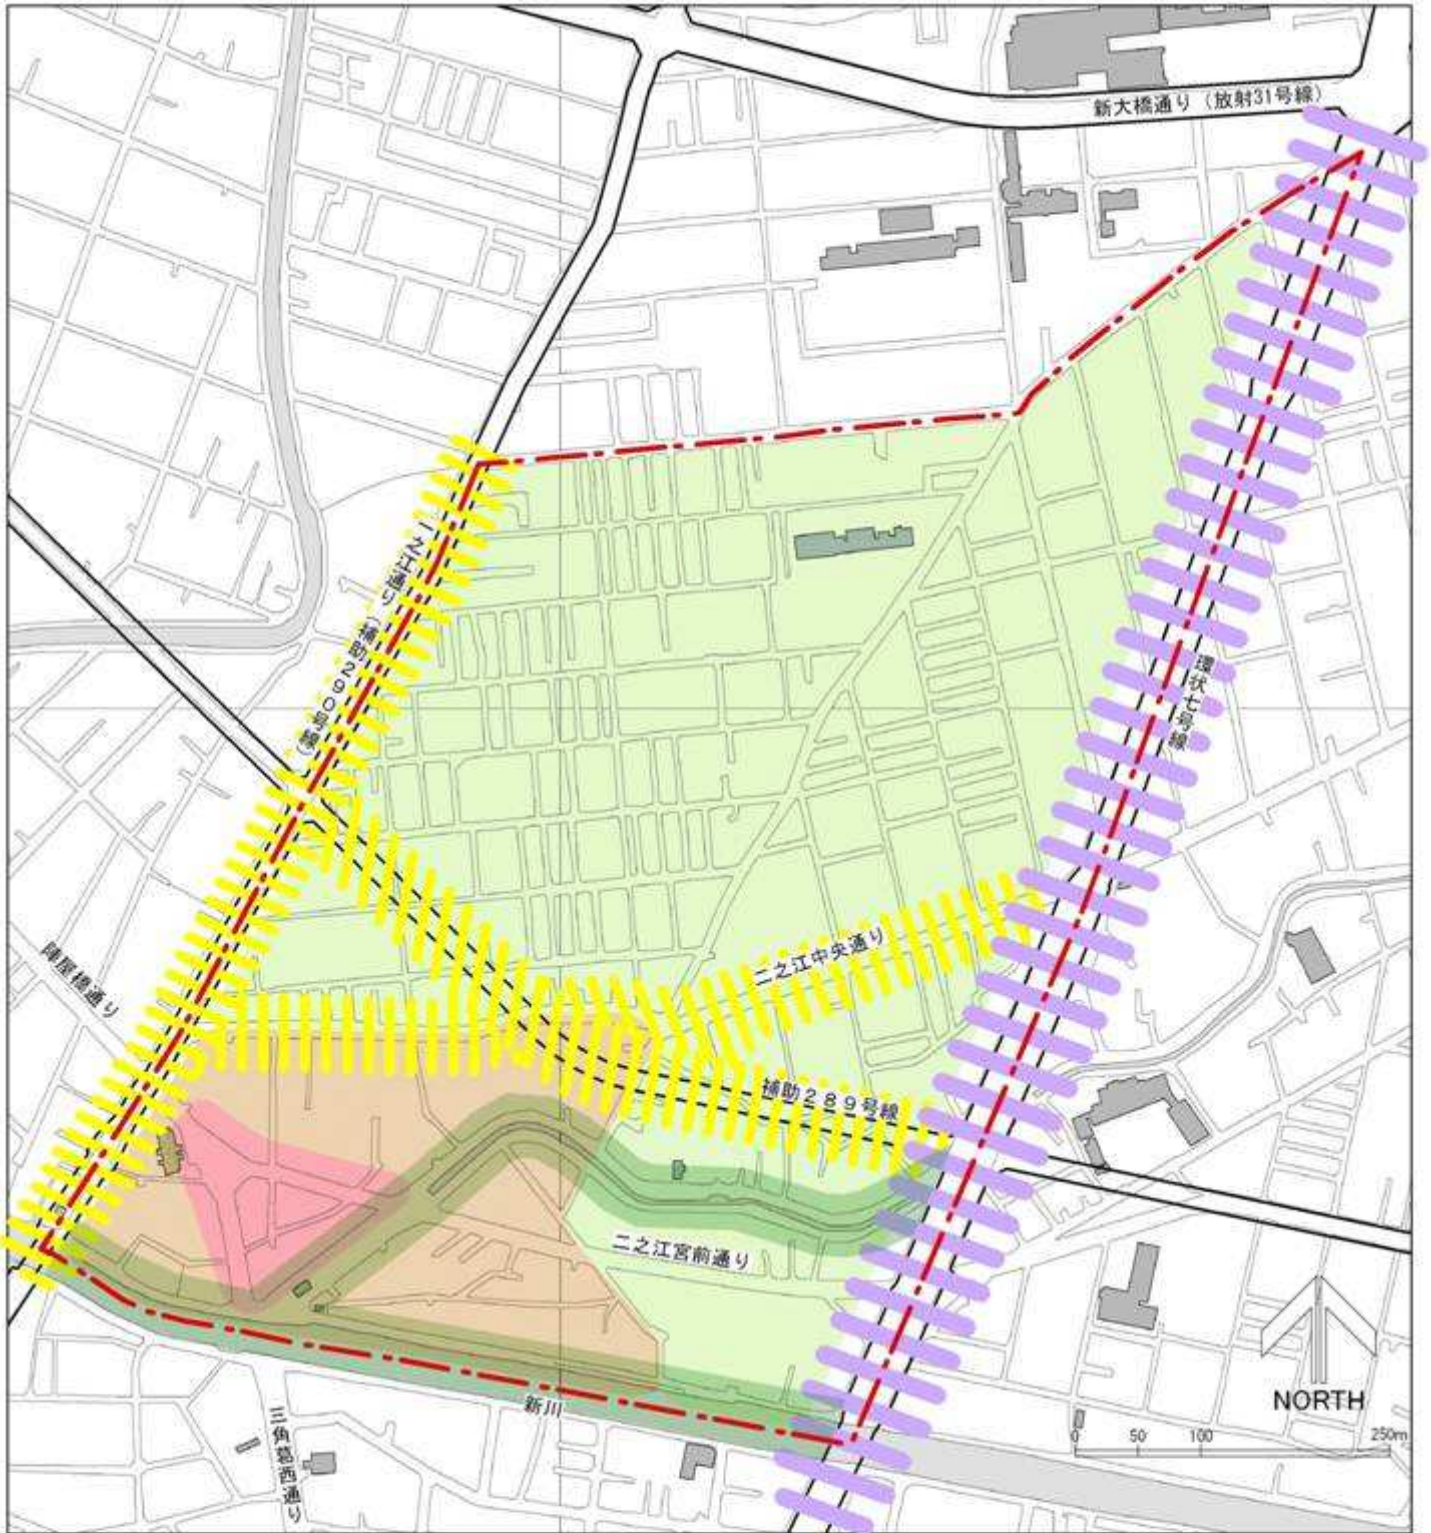 新大橋通り（放射31号線）
一之江通り（補助290号線）
環状七号線
二之江中央通り
陣屋橋通り
補助289号線
二之江宮前通り
新川
三角葛西通り
NORTH
0 50 100 250m